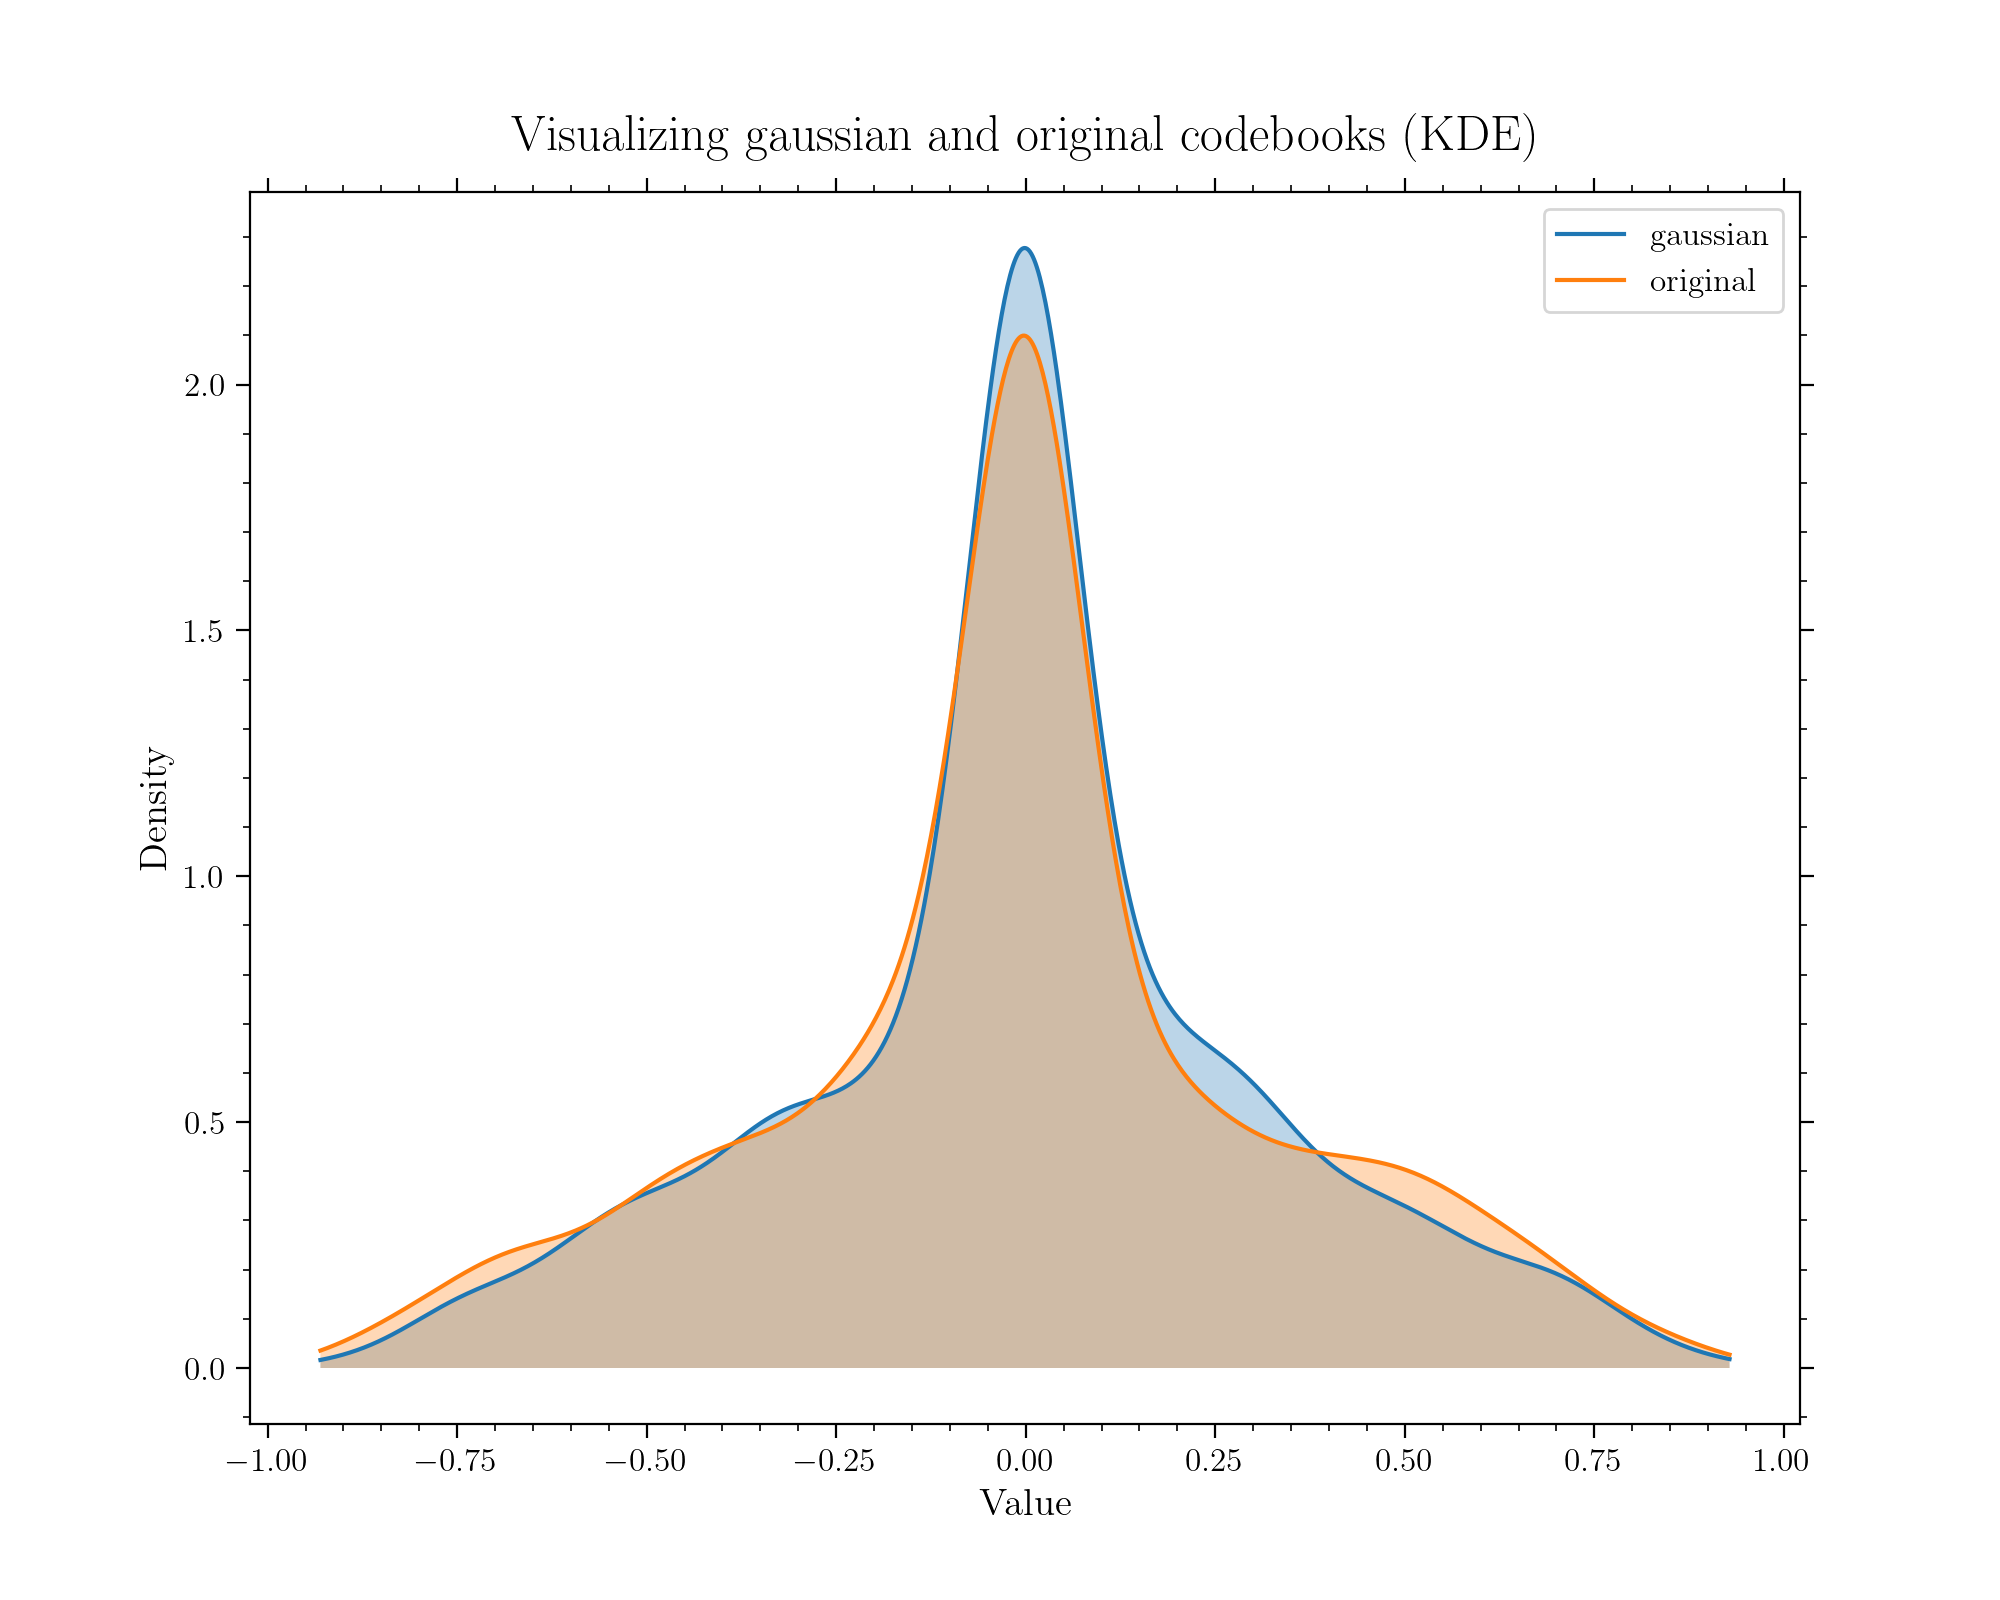 Visualizing gaussian and original codebooks (KDE)
gaussian
original
2.0
1.5
1.0
0.5
0.0
Density
−1.00 −0.75 −0.50 −0.25 0.00 0.25 0.50 0.75 1.00
Value